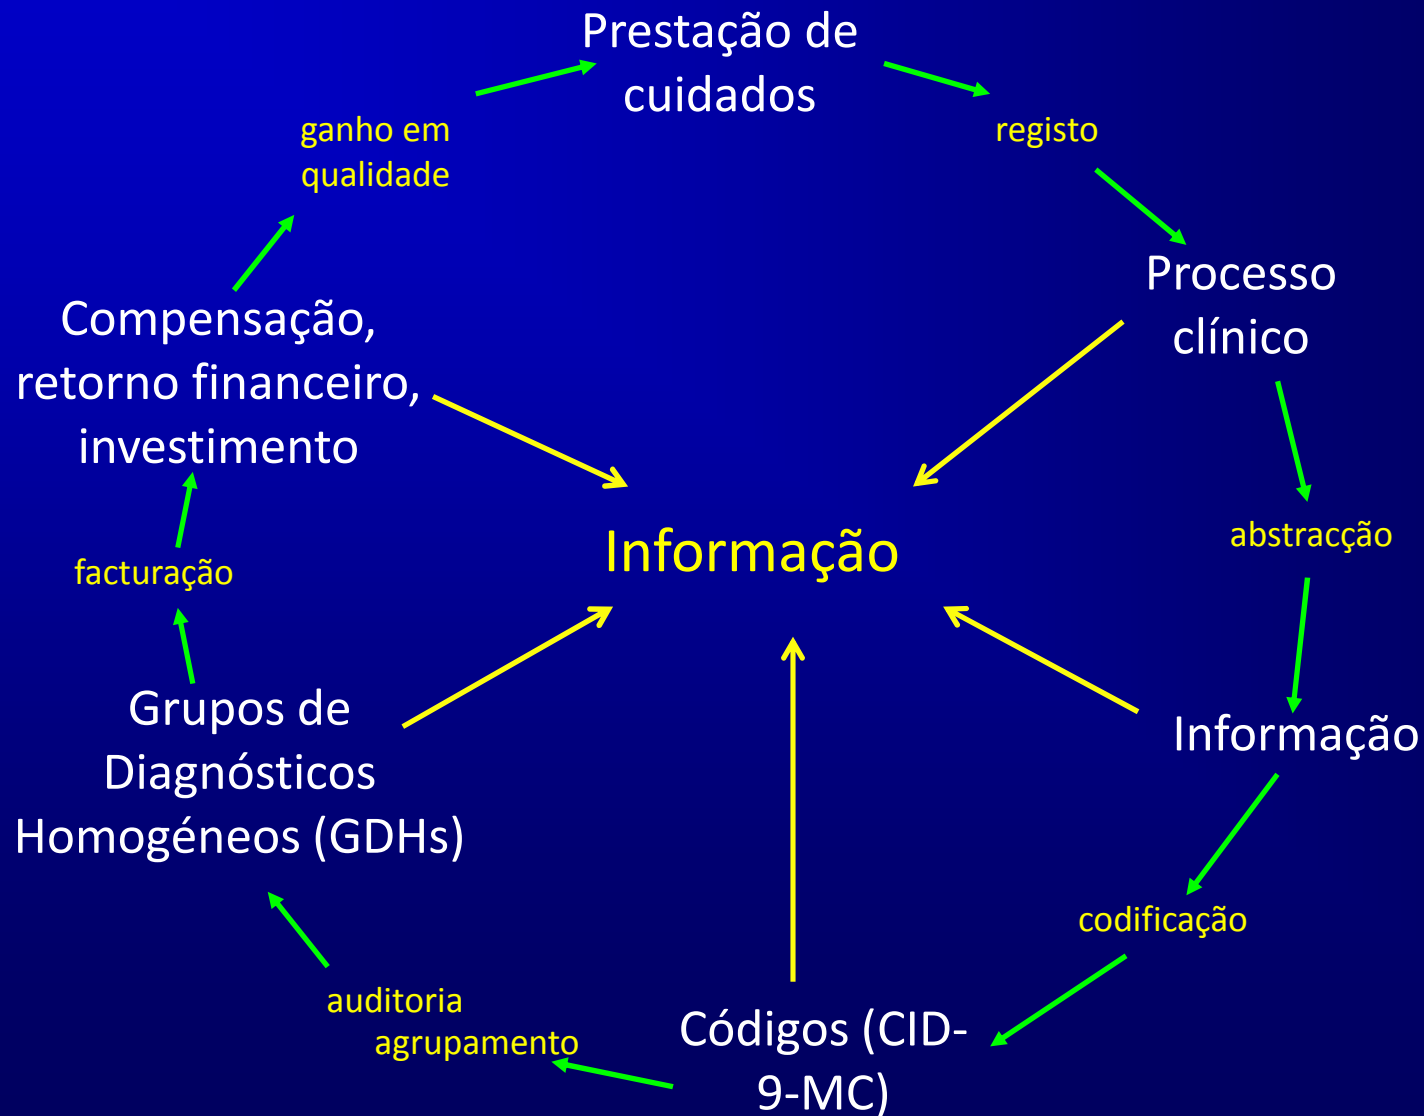 Prestação de
cuidados
registo
Processo
clínico
abstracção
Informação
codificação
Códigos (CID-
9-MC)
auditoria
agrupamento
Grupos de
Diagnósticos
Homogéneos (GDHs)
facturação
Compensação,
retorno financeiro,
investimento
ganho em
qualidade
Informação